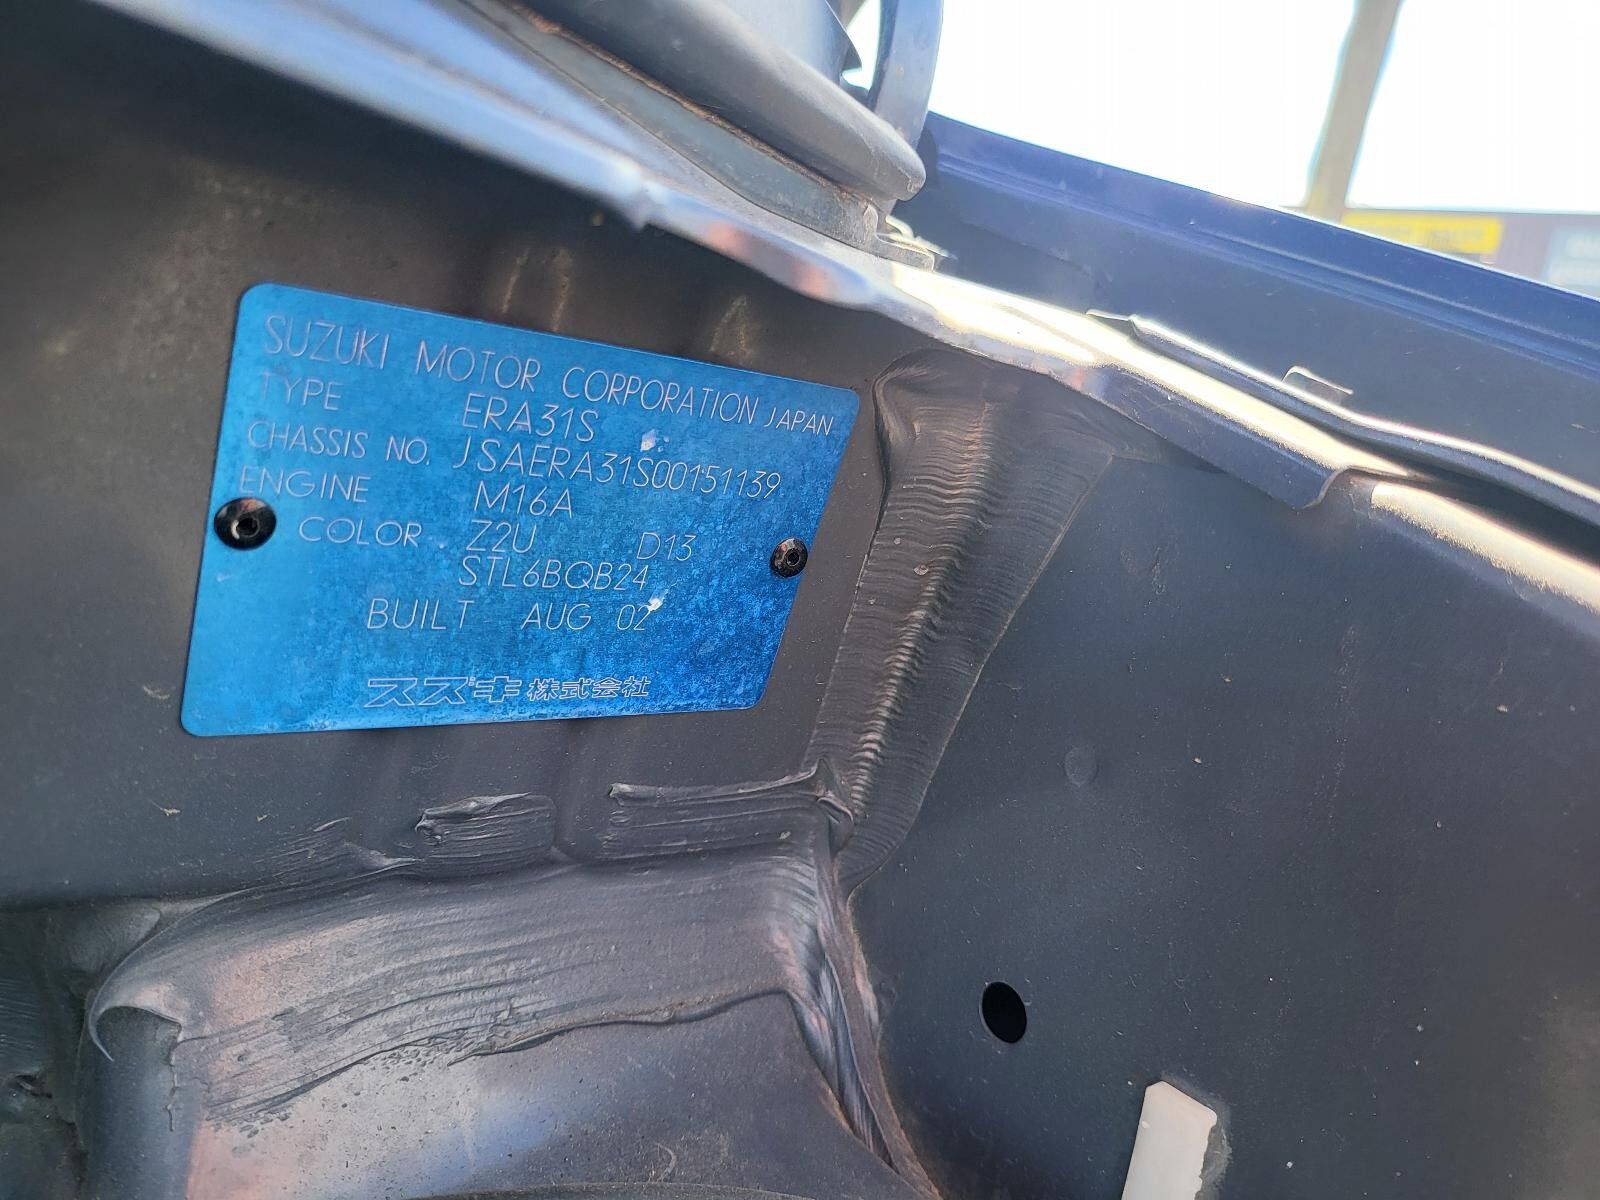 SUZUKI MOTOR CORPORATION JAPAN
TYPE ERA31S
CHASSIS NO. JSAERA31S00151139
ENGINE M16A
COLOR Z2U D13
STL6BQB24
BUILT AUG 02
スズキ株式会社